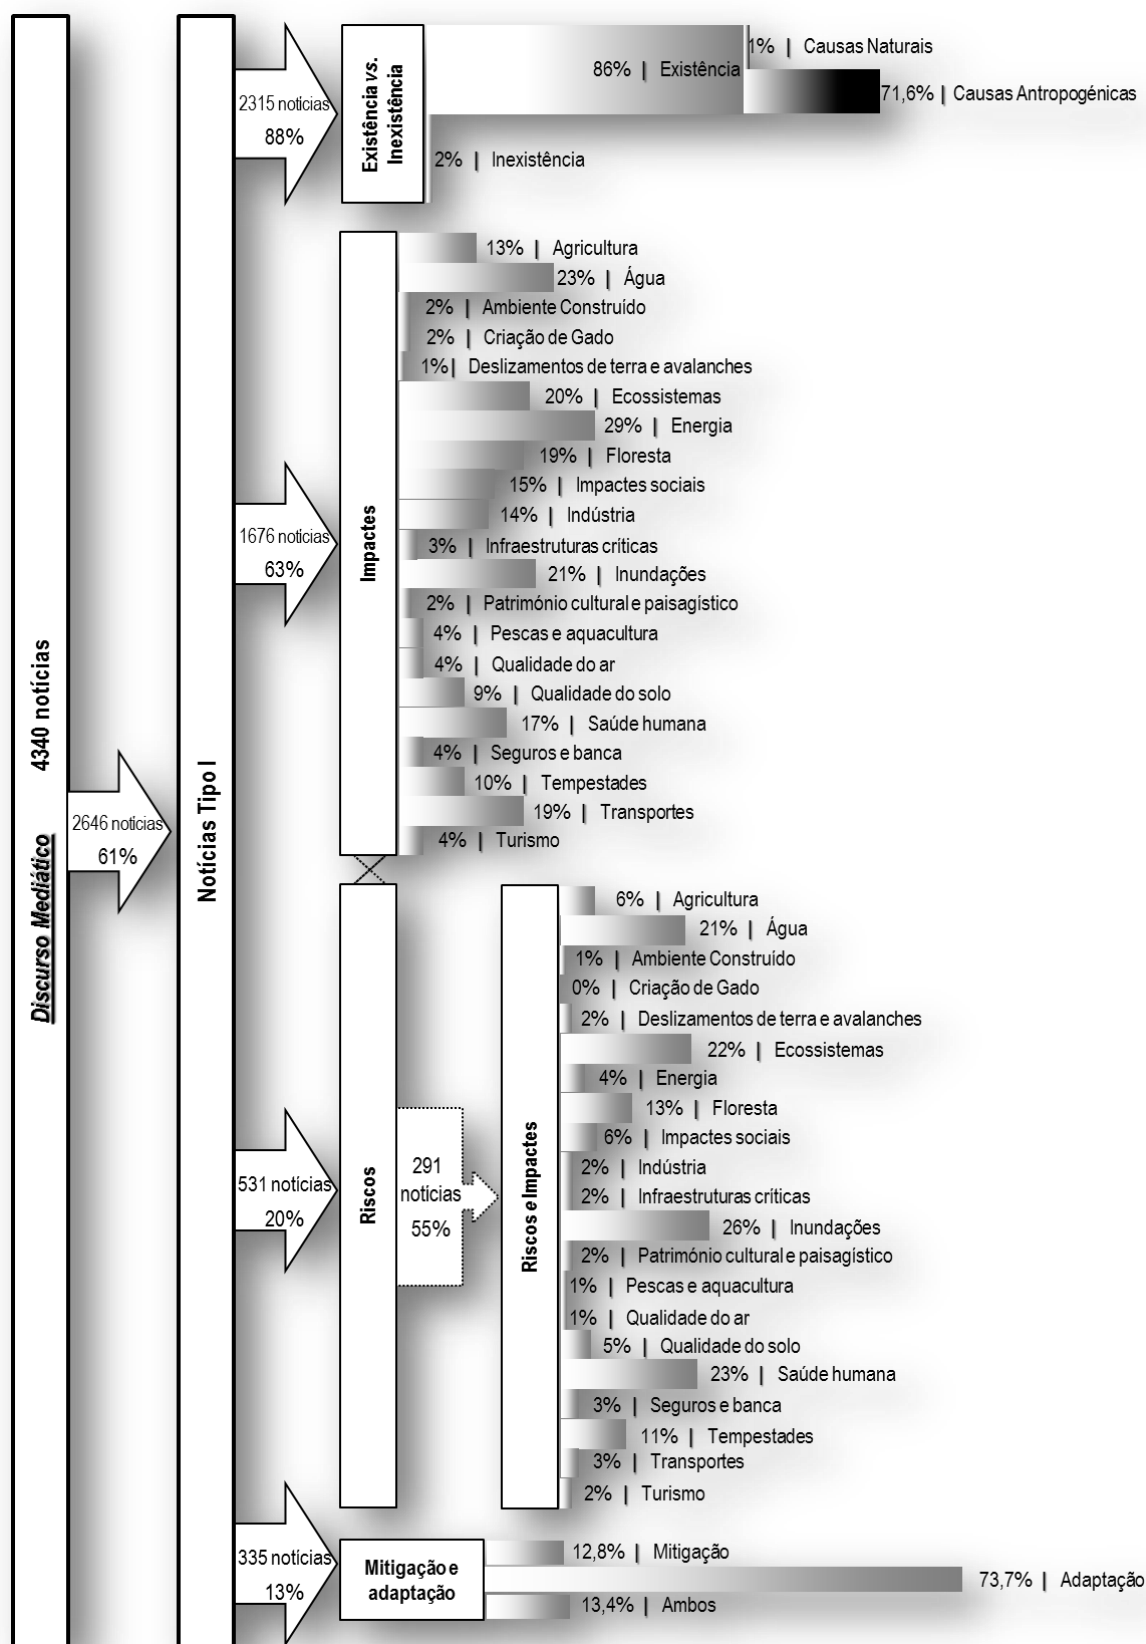 Discurso Mediático 4340 notícias
2646 notícias
61%
Notícias Tipo I
2315 notícias
88%
Existência vs.
Inexistência
1% | Causas Naturais
86% | Existência
71,6% | Causas Antropogénicas
2% | Inexistência
1676 notícias
63%
Impactes
13% | Agricultura
23% | Água
2% | Ambiente Construído
2% | Criação de Gado
1% | Deslizamentos de terra e avalanches
20% | Ecossistemas
29% | Energia
19% | Floresta
15% | Impactes sociais
14% | Indústria
3% | Infraestruturas críticas
21% | Inundações
2% | Património cultural e paisagístico
4% | Pescas e aquacultura
4% | Qualidade do ar
9% | Qualidade do solo
17% | Saúde humana
4% | Seguros e banca
10% | Tempestades
19% | Transportes
4% | Turismo
531 notícias
20%
Riscos
291
notícias
55%
Riscos e Impactes
6% | Agricultura
21% | Água
1% | Ambiente Construído
0% | Criação de Gado
2% | Deslizamentos de terra e avalanches
22% | Ecossistemas
4% | Energia
13% | Floresta
6% | Impactes sociais
2% | Indústria
2% | Infraestruturas críticas
26% | Inundações
2% | Património cultural e paisagístico
1% | Pescas e aquacultura
1% | Qualidade do ar
5% | Qualidade do solo
23% | Saúde humana
3% | Seguros e banca
11% | Tempestades
3% | Transportes
2% | Turismo
335 notícias
13%
Mitigação e
adaptação
12,8% | Mitigação
73,7% | Adaptação
13,4% | Ambos